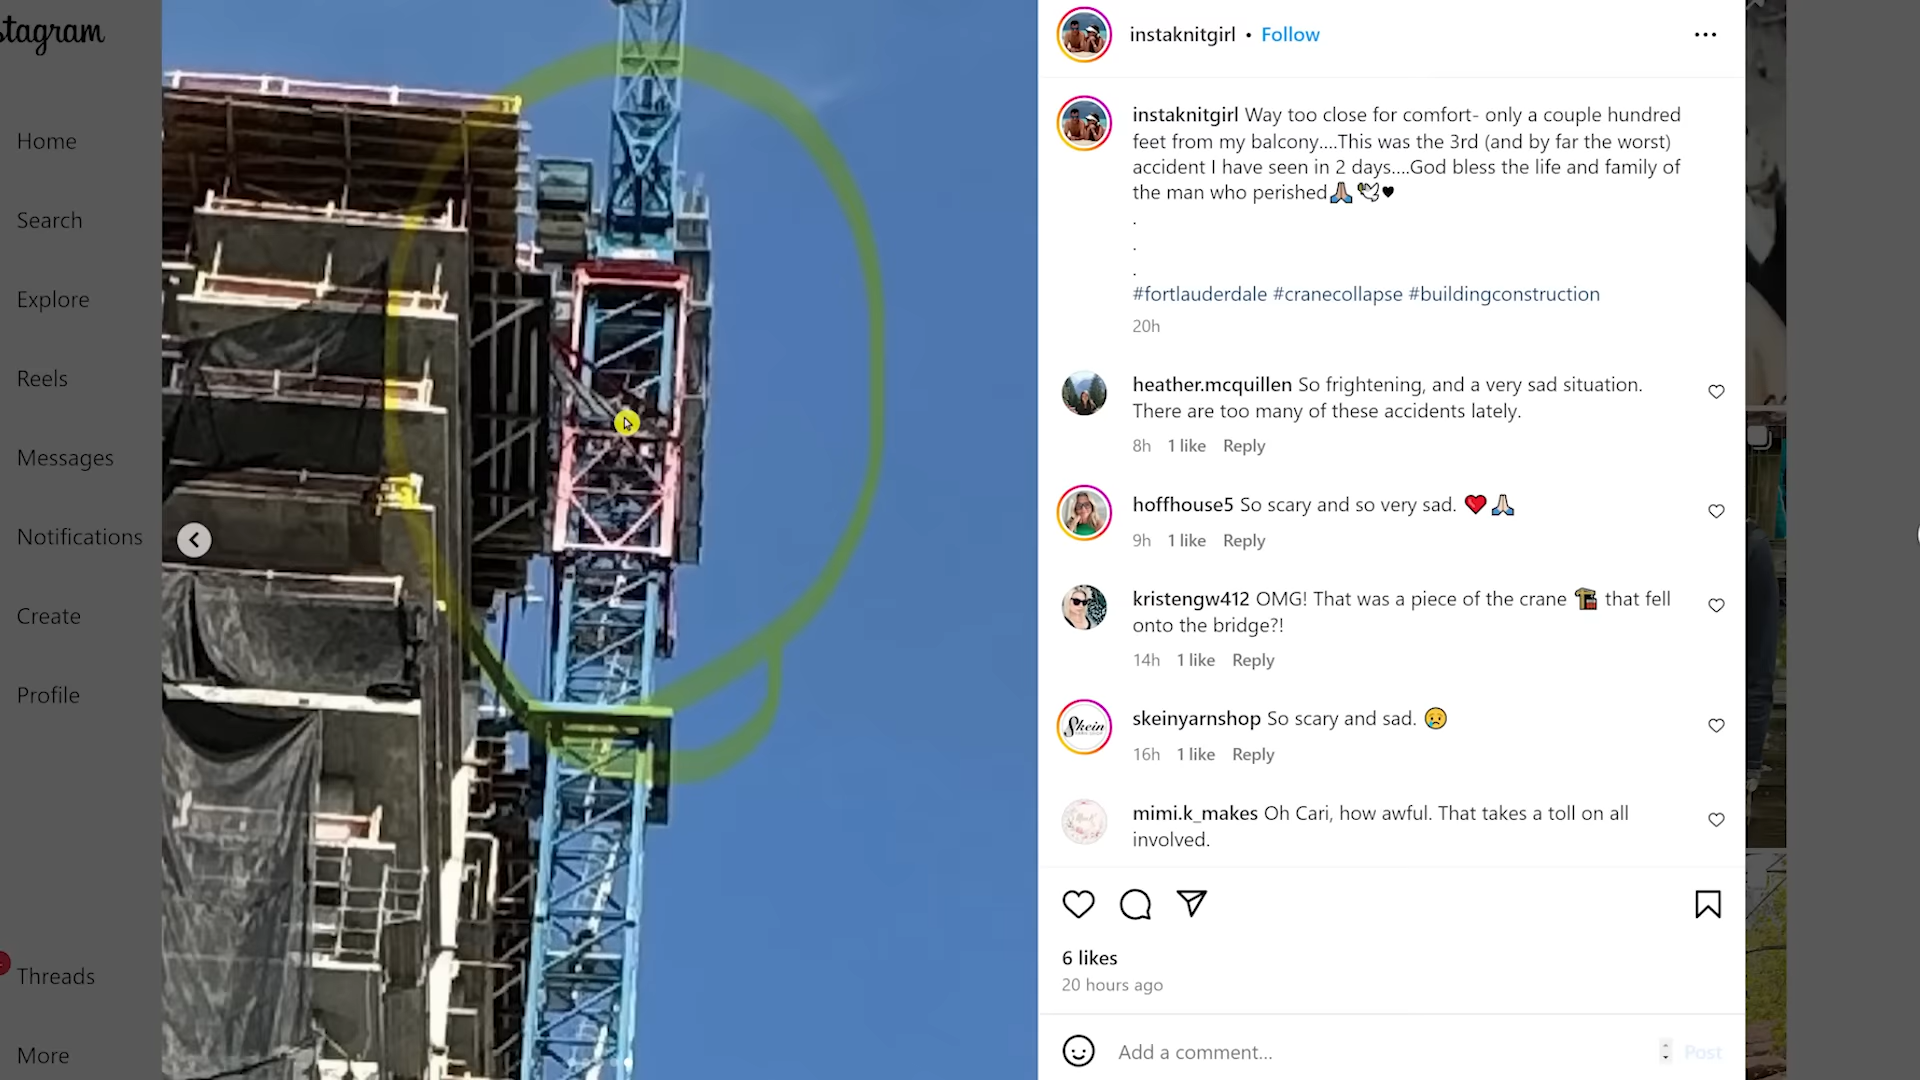 stagram
Home
Search
Explore
Reels
Messages
Notifications
Create
Profile
Threads
More
instaknitgirl • Follow
instaknitgirl Way too close for comfort- only a couple hundred
feet from my balcony....This was the 3rd (and by far the worst)
accident I have seen in 2 days....God bless the life and family of
the man who perished🙏🏻🕊️♥
.
.
.
#fortlauderdale #cranecollapse #buildingconstruction
20h
heather.mcquillen So frightening, and a very sad situation.
There are too many of these accidents lately.
8h 1 like Reply
hoffhouse5 So scary and so very sad. ❤️🙏🏻
9h 1 like Reply
kristengw412 OMG! That was a piece of the crane 🏗️ that fell
onto the bridge?!
14h 1 like Reply
Skein
skeinyarnshop So scary and sad. 😢
16h 1 like Reply
mimi.k_makes Oh Cari, how awful. That takes a toll on all
involved.
6 likes
20 hours ago
Add a comment...
Post